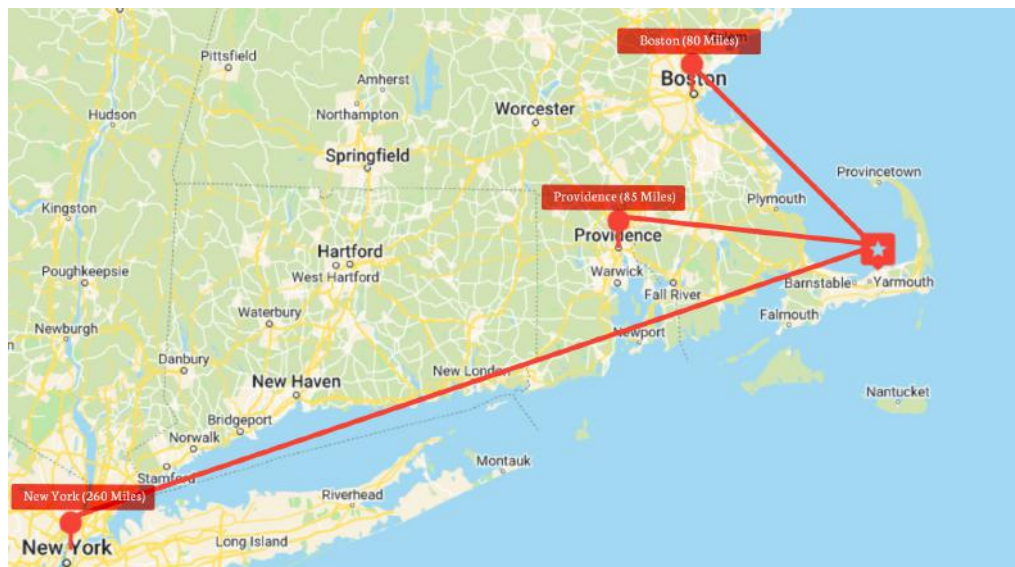 Boston (80 Miles)
Pittsfield
Boston
Amherst
Worcester
Hudson
Northampton
Springfield
Provincetown
Providence (85 Miles)
Plymouth
Kingston
Providence
Hartford
West Hartford
Warwick
Poughkeepsie
Barnstable
Yarmouth
Fall River
Waterbury
Falmouth
Newburgh
Newport
Danbury
New London
New Haven
Nantucket
Bridgeport
Norwalk
Montauk
Stamford
New York (260 Miles)
Riverhead
Long Island
New York